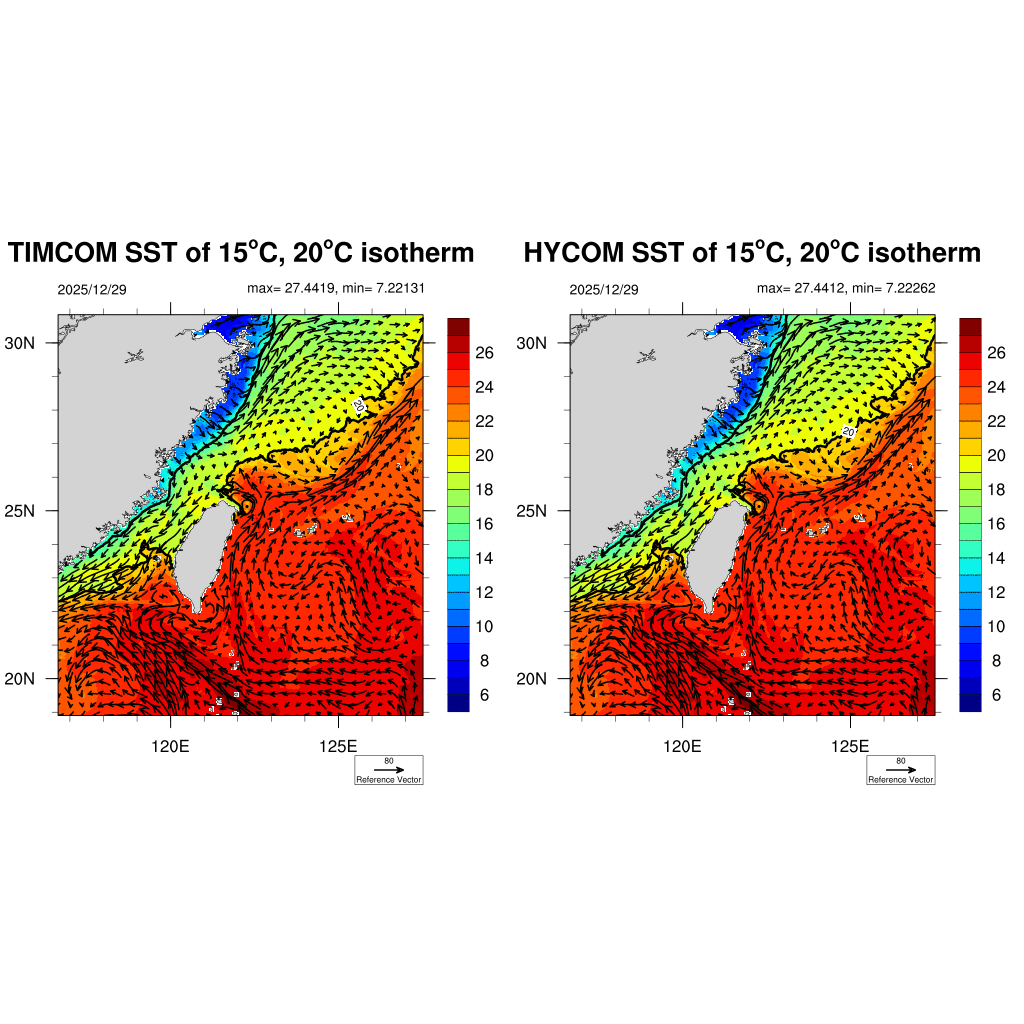 TIMCOM SST of 15°C, 20°C isotherm
2025/12/29
max= 27.4419, min= 7.22131
30N
25N
20N
120E
125E
20
26
24
22
20
18
16
14
12
10
8
6
80
Reference Vector
HYCOM SST of 15°C, 20°C isotherm
2025/12/29
max= 27.4412, min= 7.22262
30N
25N
20N
120E
125E
20
26
24
22
20
18
16
14
12
10
8
6
80
Reference Vector